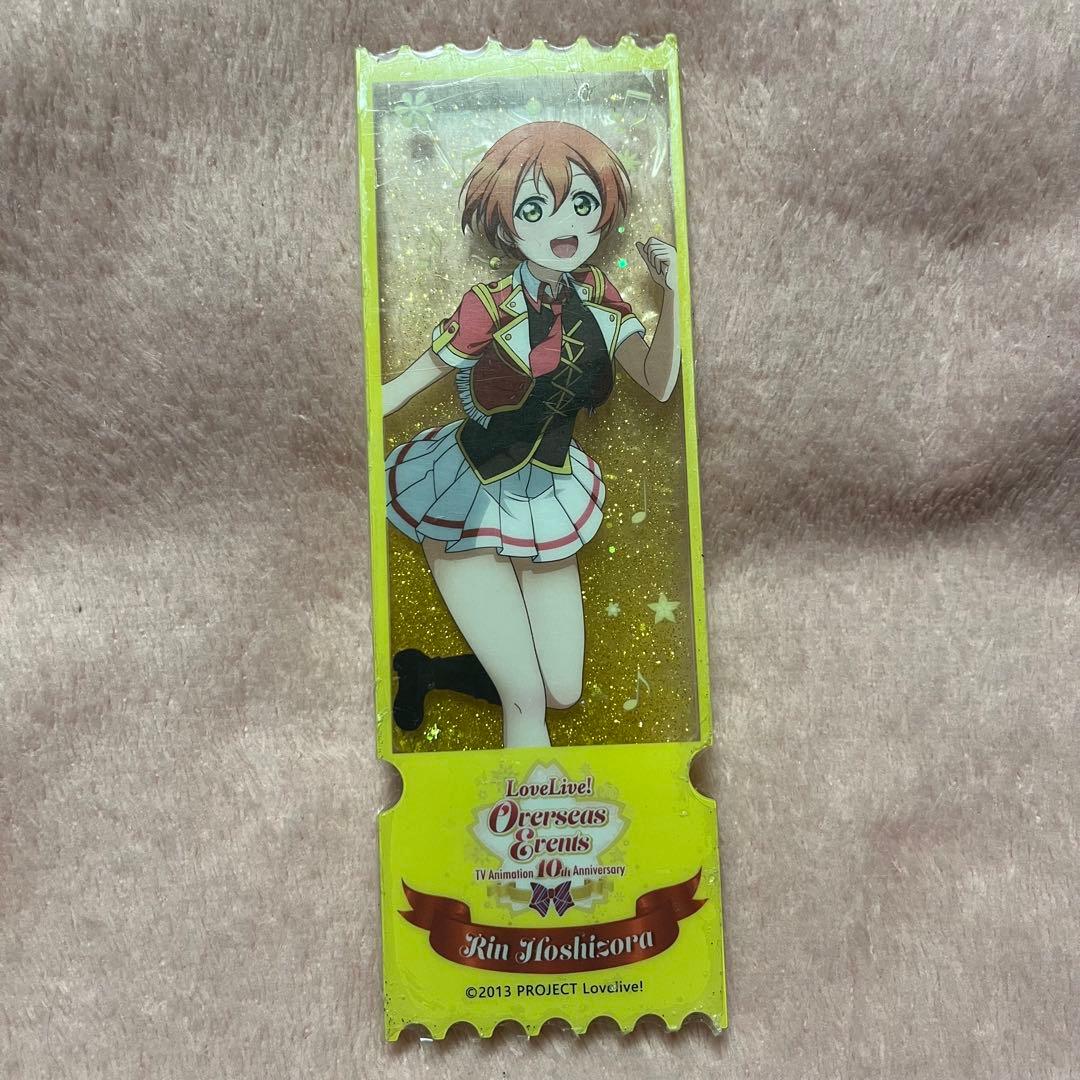 LoveLive!
Overseas
Events
TV Animation 10th Anniversary
Rin Hoshizora
©2013 PROJECT Lovelive!